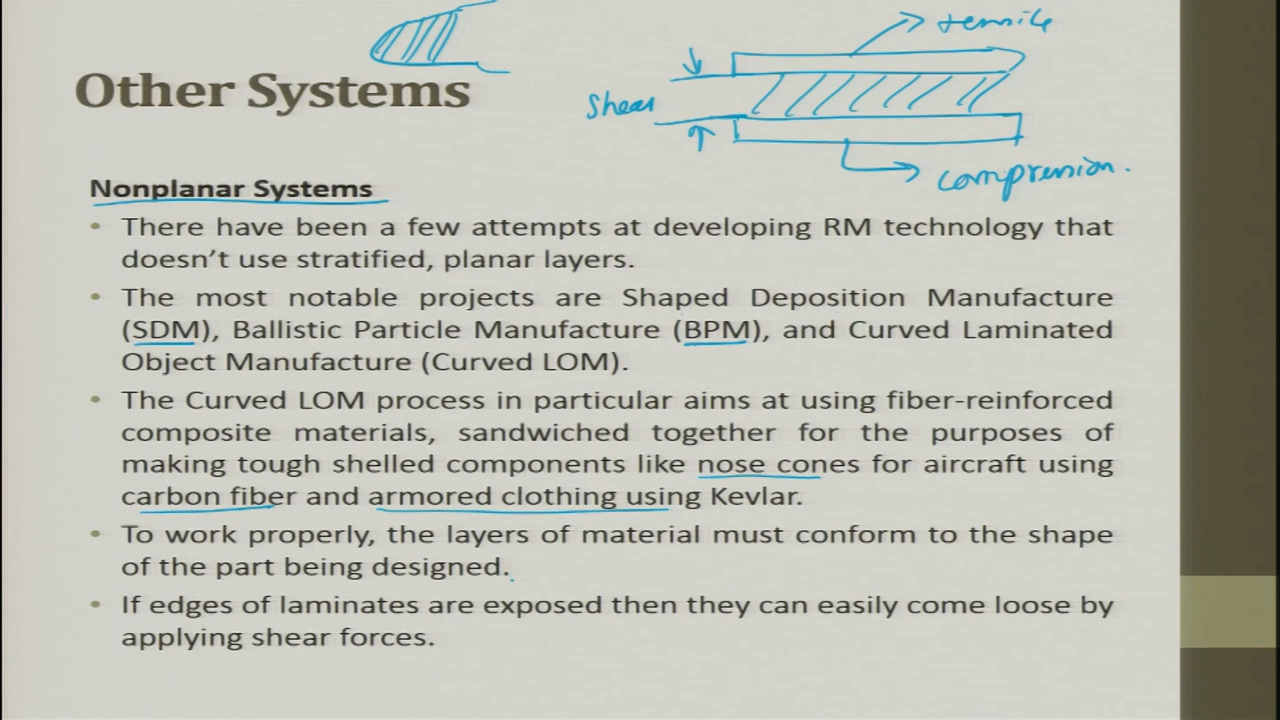 tensile
Shear
Other Systems
compression.
Nonplanar Systems
• There have been a few attempts at developing RM technology that
doesn't use stratified, planar layers.
• The most notable projects are Shaped Deposition Manufacture
(SDM), Ballistic Particle Manufacture (BPM), and Curved Laminated
Object Manufacture (Curved LOM).
• The Curved LOM process in particular aims at using fiber-reinforced
composite materials, sandwiched together for the purposes of
making tough shelled components like nose cones for aircraft using
carbon fiber and armored clothing using Kevlar.
• To work properly, the layers of material must conform to the shape
of the part being designed.
• If edges of laminates are exposed then they can easily come loose by
applying shear forces.